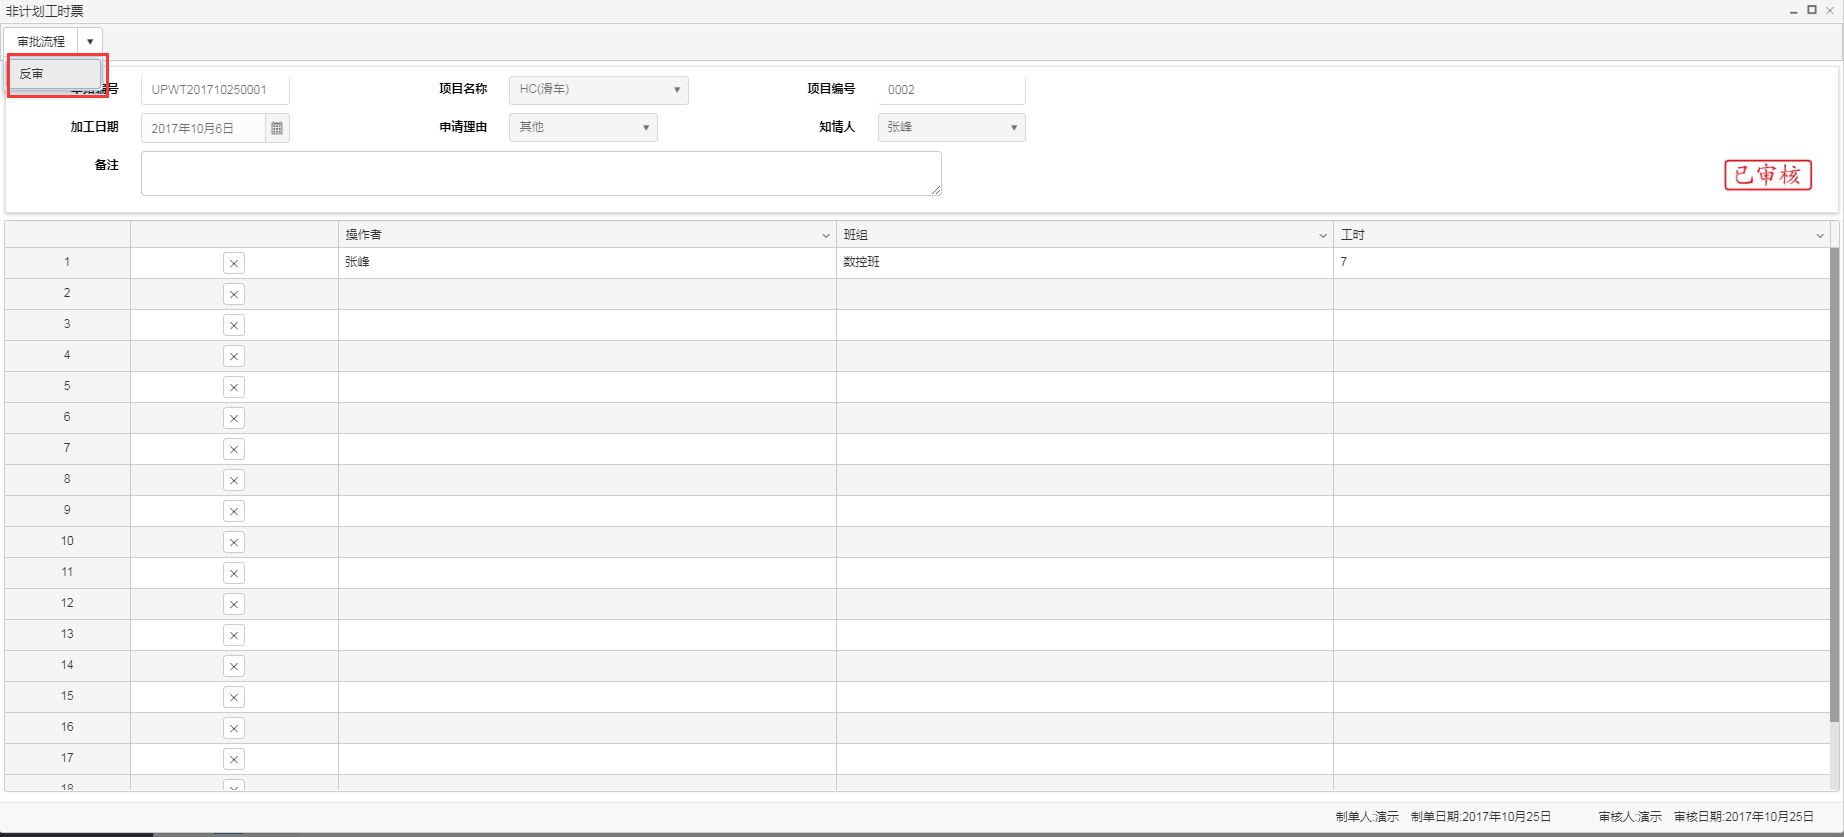 非计划工时票
审批流程
反审
编号 UPWT201710250001 项目名称 HC(滑车) 项目编号 0002
加工日期 2017年10月6日 申请理由 其他 知情人 张峰
备注
已审核
操作者 班组 工时
1 张峰 数控班 7
2
3
4
5
6
7
8
9
10
11
12
13
14
15
16
17
18
制单人:演示 制单日期:2017年10月25日 审核人:演示 审核日期:2017年10月25日